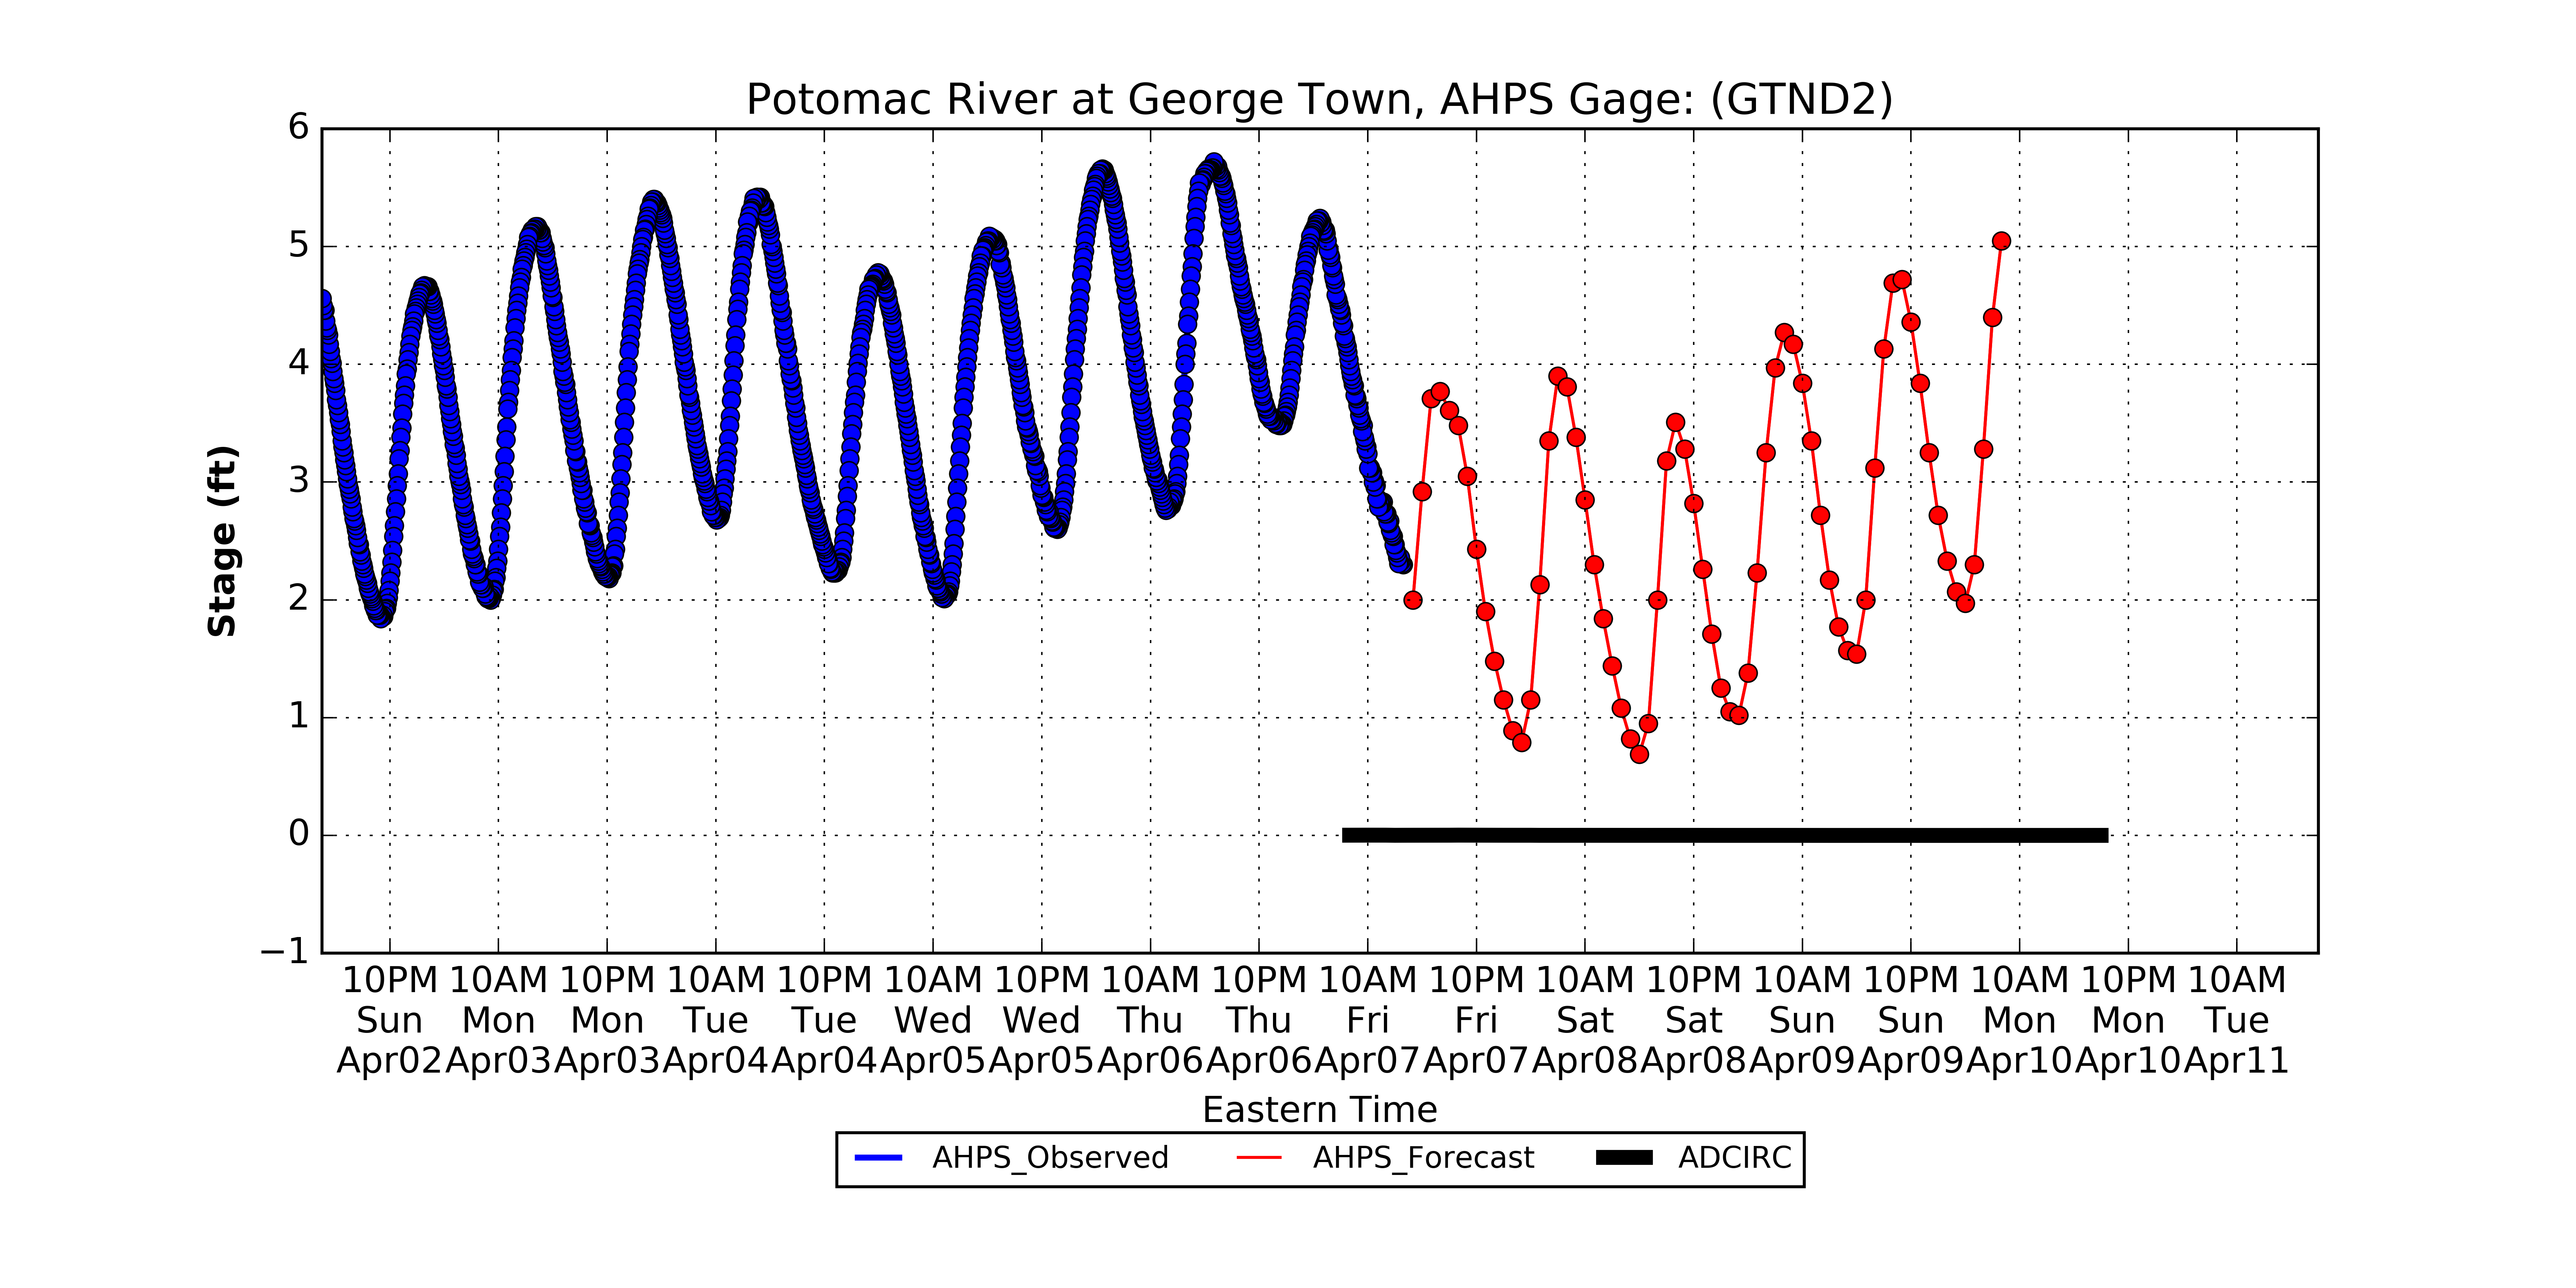 Potomac River at George Town, AHPS Gage: (GTND2)
6
5
4
3
2
1
0
−1
Stage (ft)
10PM 10AM 10PM 10AM 10PM 10AM 10PM 10AM 10PM 10AM 10PM 10AM 10PM 10AM 10PM 10AM 10PM 10AM
Sun Mon Mon Tue Tue Wed Wed Thu Thu Fri Fri Sat Sat Sun Sun Mon Mon Tue
Apr02 Apr03 Apr03 Apr04 Apr04 Apr05 Apr05 Apr06 Apr06 Apr07 Apr07 Apr08 Apr08 Apr09 Apr09 Apr10 Apr10 Apr11
Eastern Time
AHPS_Observed AHPS_Forecast ADCIRC